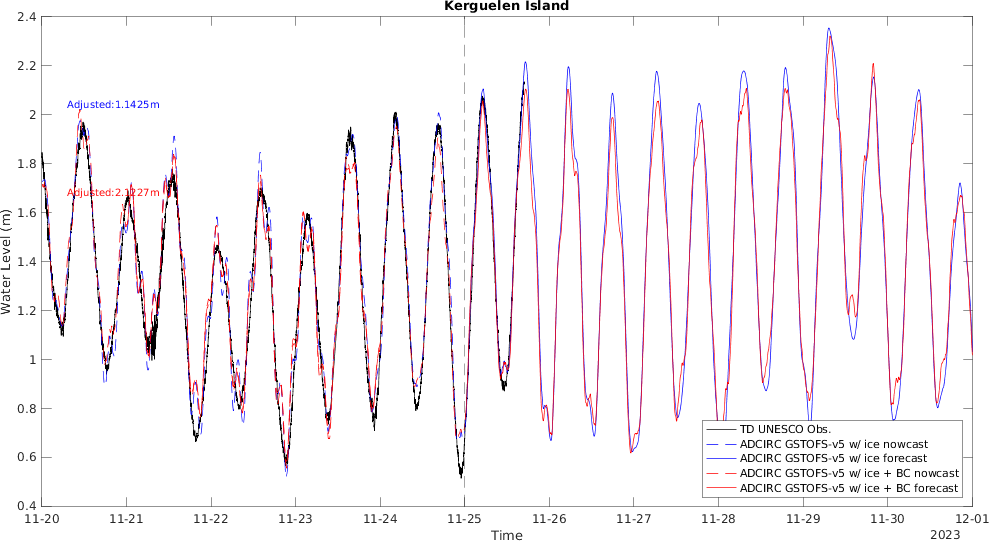 Kerguelen Island
2.4
2.2
2
1.8
1.6
1.4
1.2
1
0.8
0.6
0.4
Water Level (m)
Adjusted:1.1425m
Adjusted:2.1227m
TD UNESCO Obs.
ADCIRC GSTOFS-v5 w/ ice nowcast
ADCIRC GSTOFS-v5 w/ ice forecast
ADCIRC GSTOFS-v5 w/ ice + BC nowcast
ADCIRC GSTOFS-v5 w/ ice + BC forecast
11-20 11-21 11-22 11-23 11-24 11-25 11-26 11-27 11-28 11-29 11-30 12-01
Time
2023